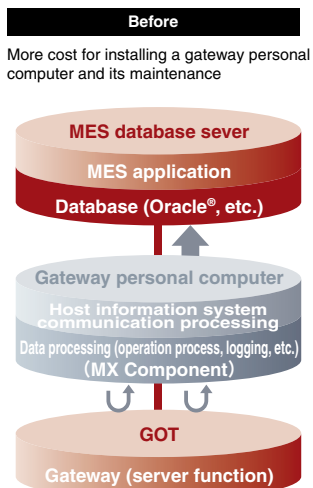 Before
More cost for installing a gateway personal
computer and its maintenance
MES database sever
MES application
Database (Oracle®, etc.)
Gateway personal computer
Host information system
communication processing
Data processing (operation process, logging, etc.)
(MX Component)
GOT
Gateway (server function)